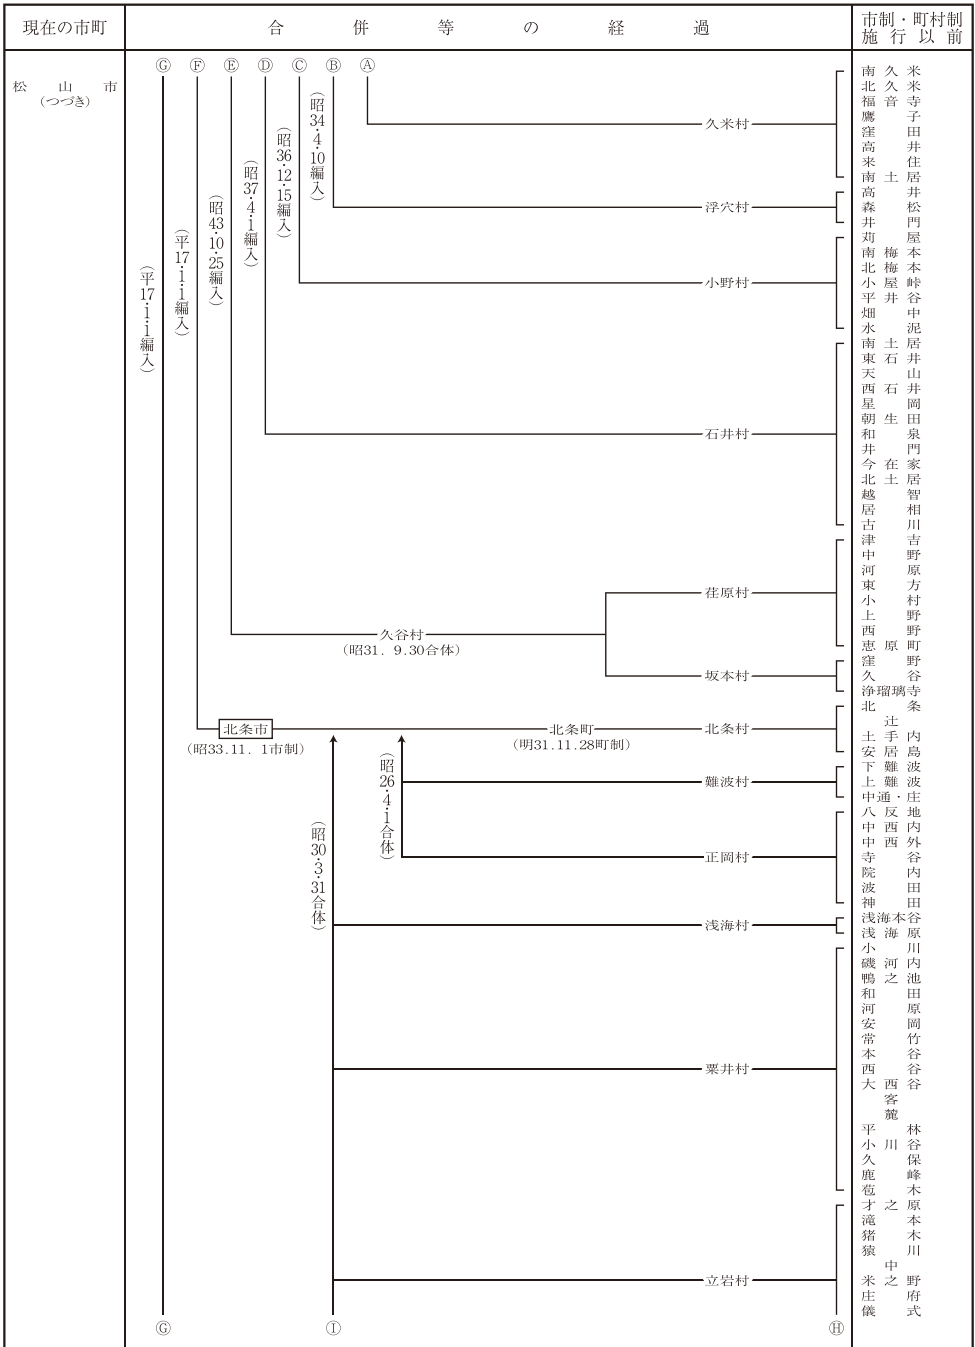 現在の市町
合併等の経過
市制・町村制
施行以前
松山市
(つづき)
Ⓖ Ⓕ Ⓔ Ⓓ Ⓒ Ⓑ Ⓐ
(昭34・4・10編入)
(昭36・12・15編入)
(昭37・4・1編入)
(昭43・10・25編入)
(平17・1・1編入)
(平17・1・1編入)
久米村
南久米
北久米
福音寺
鷹子
窪田
高井
来住
南土居
浮穴村
高井
森松
井門
小野村
苅屋
南梅本
北梅本
小屋峠
平井谷
畑中
水泥
石井村
南土居
東石井
天山
西石井
星岡
朝生田
和泉
井門
今在家
北土居
越智
居相
古川
久谷村
(昭31. 9.30合体)
荏原村
津吉
中野
河原
東方
小村
上野
西野
恵原町
坂本村
窪野
久谷
浄瑠璃寺
北条市
(昭33.11. 1市制)
北条町
(明31.11.28町制)
北条村
北条
辻
土手内
安居島
(昭26・4・1合体)
難波村
下難波
上難波
中通・庄
正岡村
八反地
中西内
中西外
寺谷
院内
波田
神田
(昭30・3・31合体)
浅海村
浅海本谷
浅海原
粟井村
小川
磯河内
鴨之池
和田
河原
安岡
常竹
本谷
西谷
大西谷
客
麓
平林
小川谷
久保
鹿峰
苞木
立岩村
才之原
滝本
猪木
猿川
中
米之野
庄府
儀式
Ⓖ Ⓘ Ⓗ